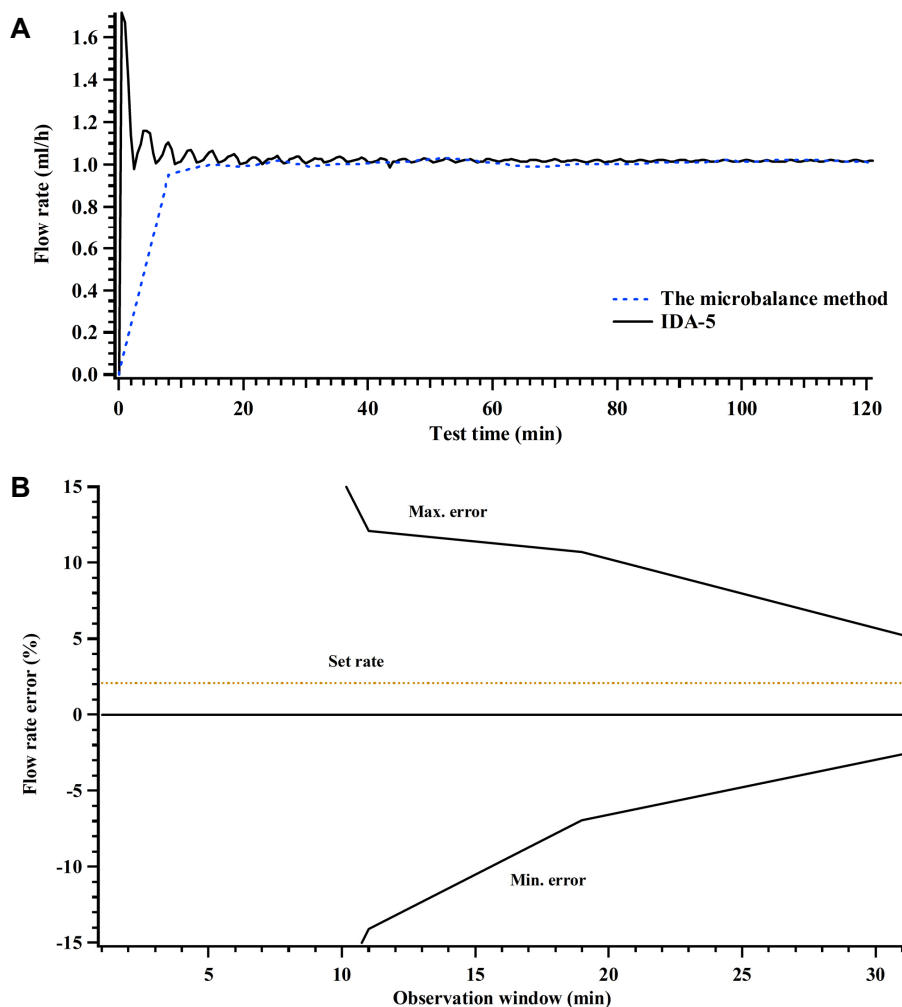 A
Flow rate (ml/h)
1.6
1.4
1.2
1.0
0.8
0.6
0.4
0.2
0.0
The microbalance method
IDA-5
0 20 40 60 80 100 120
Test time (min)
B
Flow rate error (%)
15
10
5
0
-5
-10
-15
Max. error
Set rate
Min. error
5 10 15 20 25 30
Observation window (min)